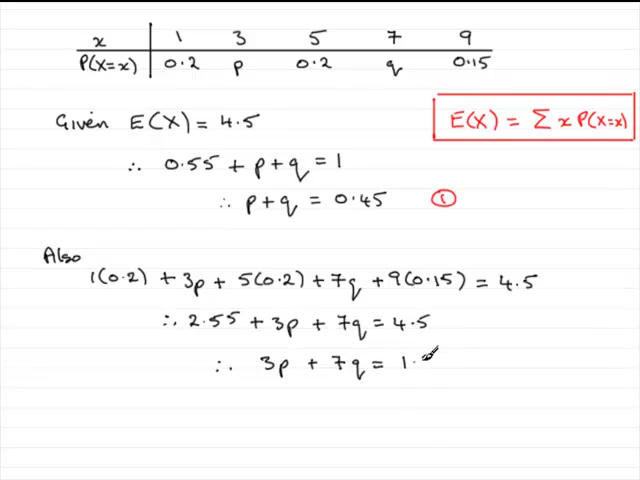 x 1 3 5 7 9
P(X=x) 0.2 p 0.2 q 0.15
Given E(X) = 4.5
E(X) = Σ x P(X=x)
∴ 0.55 + p + q = 1
∴ p + q = 0.45 ①
Also
1(0.2) + 3p + 5(0.2) + 7q + 9(0.15) = 4.5
∴ 2.55 + 3p + 7q = 4.5
∴ 3p + 7q = 1.